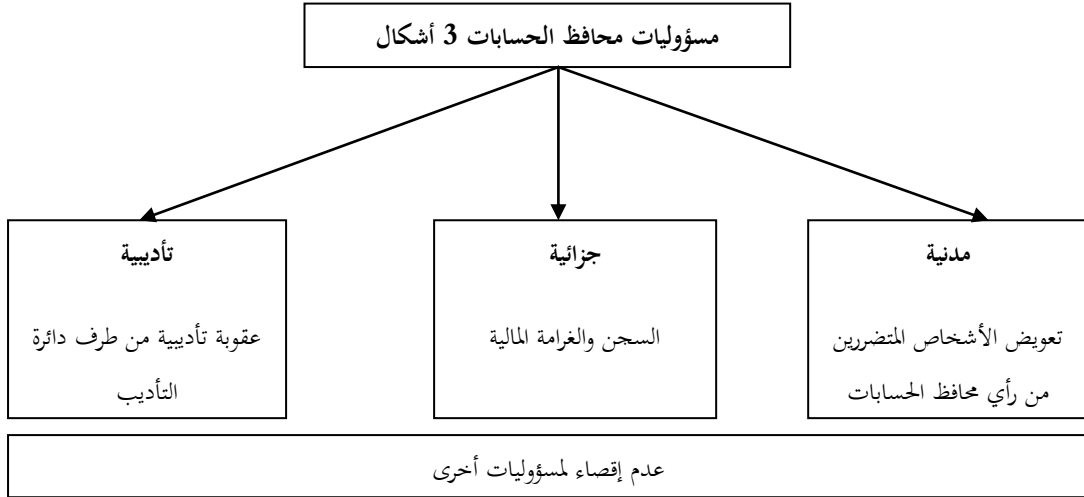 مسؤوليات محافظ الحسابات 3 أشكال
مدنية
تعويض الأشخاص المتضررين
من رأي محافظ الحسابات
جزائية
السجن والغرامة المالية
تأديبية
عقوبة تأديبية من طرف دائرة
التأديب
عدم إقصاء لمسؤوليات أخرى